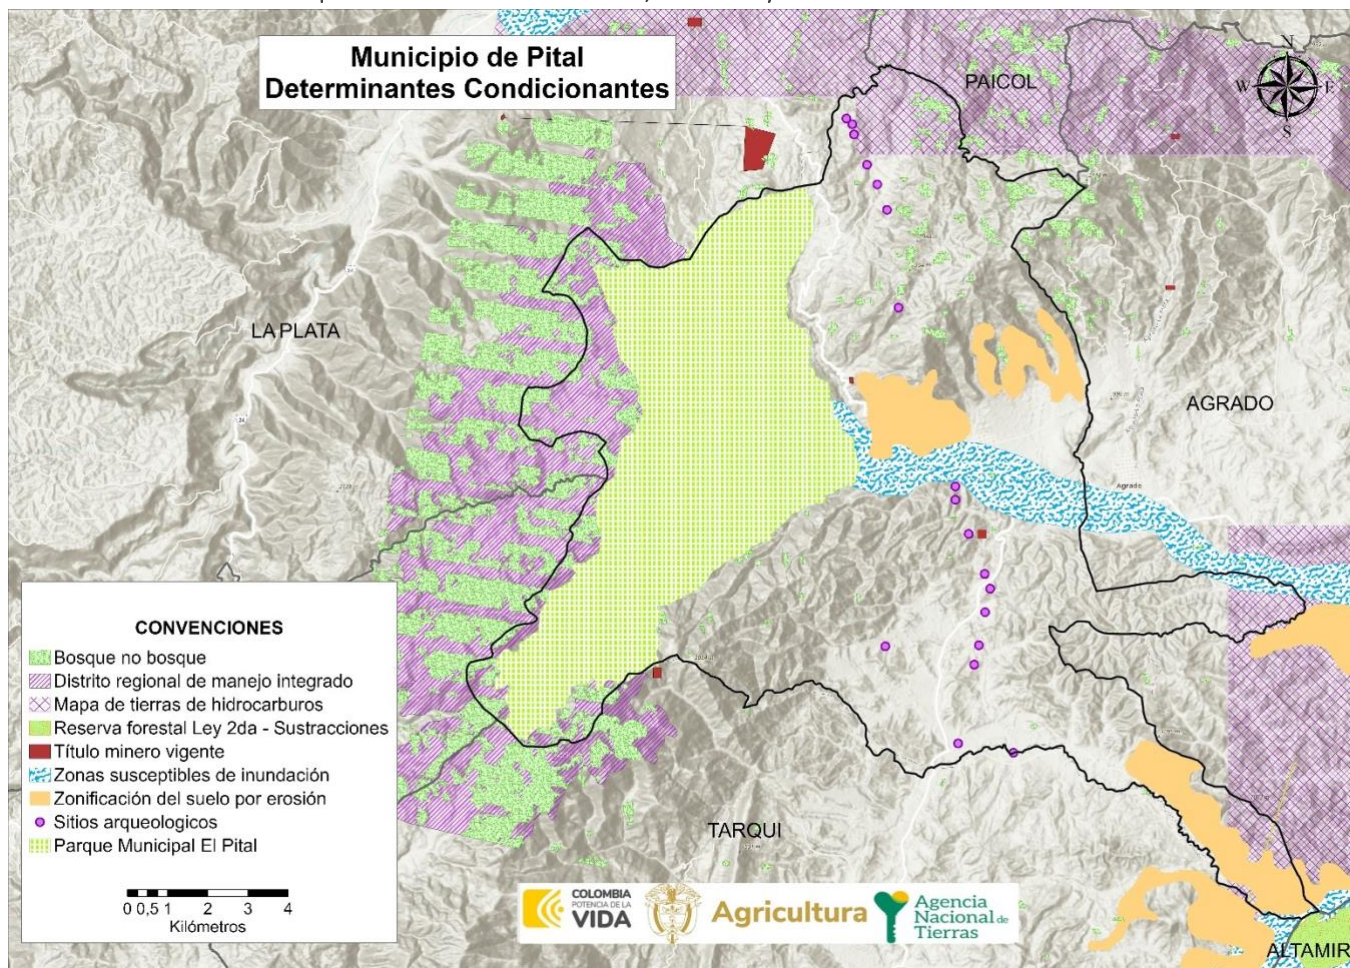 Municipio de Pital
Determinantes Condicionantes
N
W
E
S
PAICOL
LA PLATA
AGRADO
Agrado
TARQUI
ALTAMIR
CONVENCIONES
Bosque no bosque
Distrito regional de manejo integrado
Mapa de tierras de hidrocarburos
Reserva forestal Ley 2da - Sustracciones
Título minero vigente
Zonas susceptibles de inundación
Zonificación del suelo por erosión
Sitios arqueologicos
Parque Municipal El Pital
0 0,5 1 2 3 4
Kilómetros
COLOMBIA
POTENCIA DE LA
VIDA
Agricultura
Agencia
Nacional de
Tierras